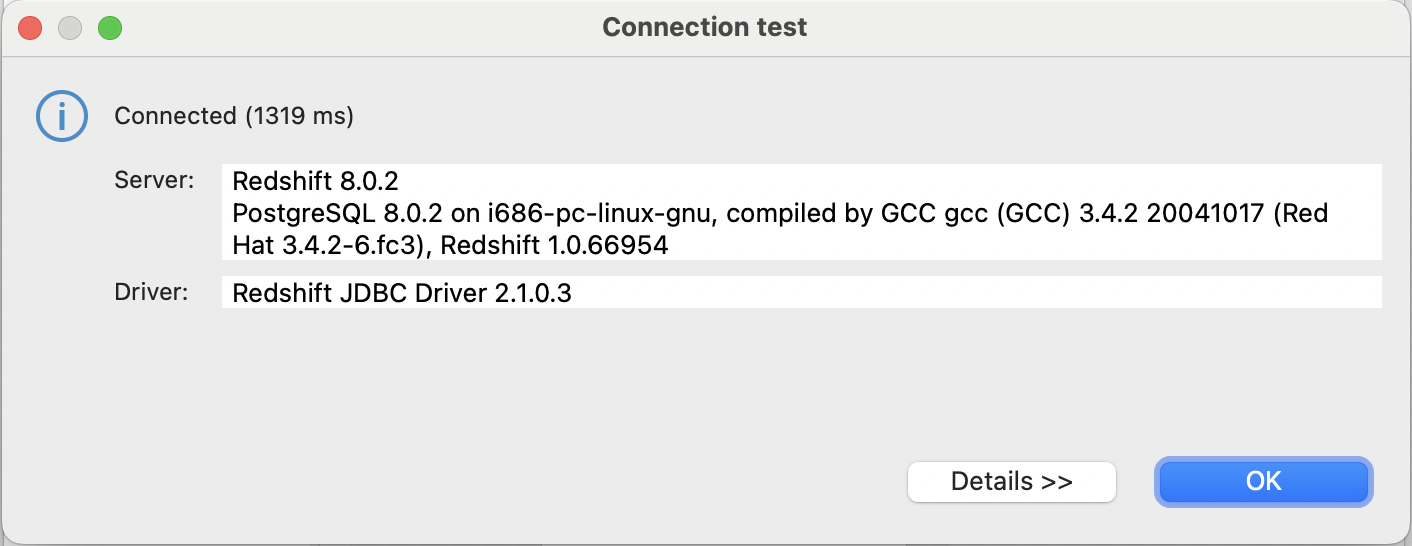 Connection test
Connected (1319 ms)
Server:
Redshift 8.0.2
PostgreSQL 8.0.2 on i686-pc-linux-gnu, compiled by GCC gcc (GCC) 3.4.2 20041017 (Red
Hat 3.4.2-6.fc3), Redshift 1.0.66954
Driver:
Redshift JDBC Driver 2.1.0.3
Details >>
OK